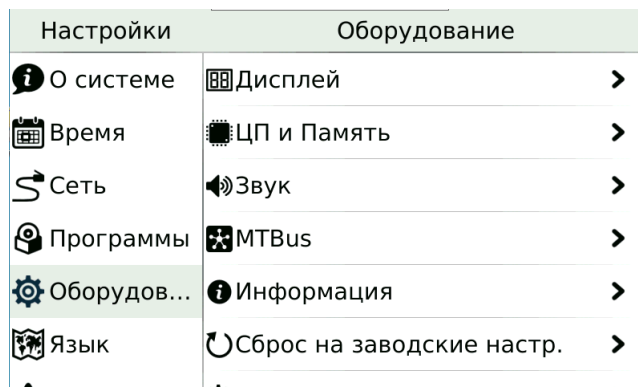 Настройки
Оборудование
О системе
Время
Сеть
Программы
Оборудов...
Язык
Дисплей
ЦП и Память
Звук
MTBus
Информация
Сброс на заводские настр.